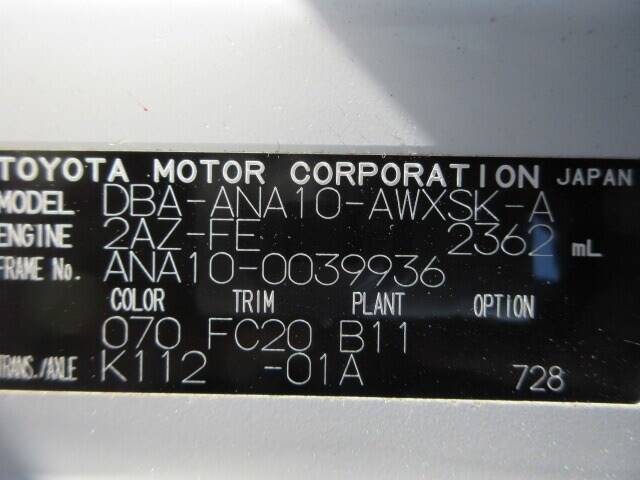 TOYOTA MOTOR CORPORATION JAPAN
MODEL DBA-ANA10-AWXSK-A
ENGINE 2AZ-FE 2362 mL
FRAME No. ANA10-0039936
COLOR TRIM PLANT OPTION
070 FC20 B11
TRANS./AXLE K112 -01A 728